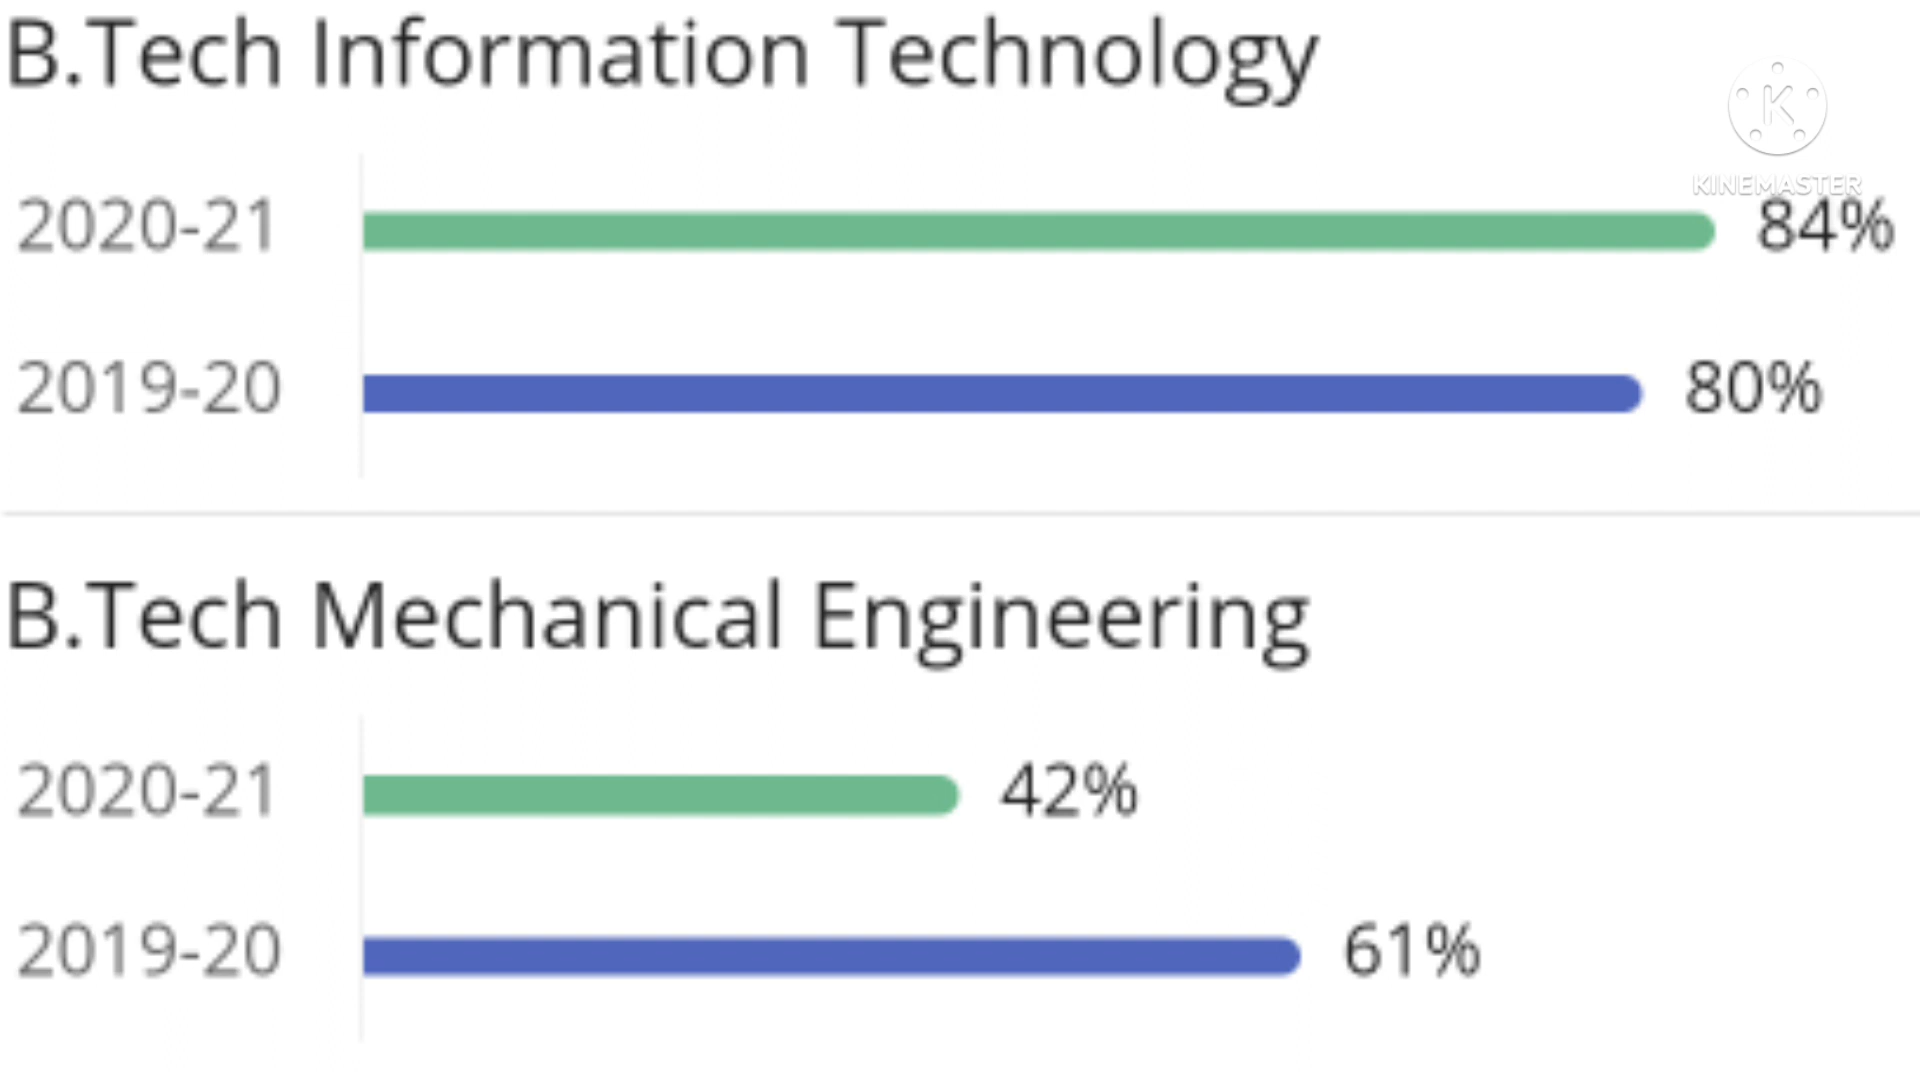 B.Tech Information Technology
K
KINEMASTER
2020-21 84%
2019-20 80%
B.Tech Mechanical Engineering
2020-21 42%
2019-20 61%